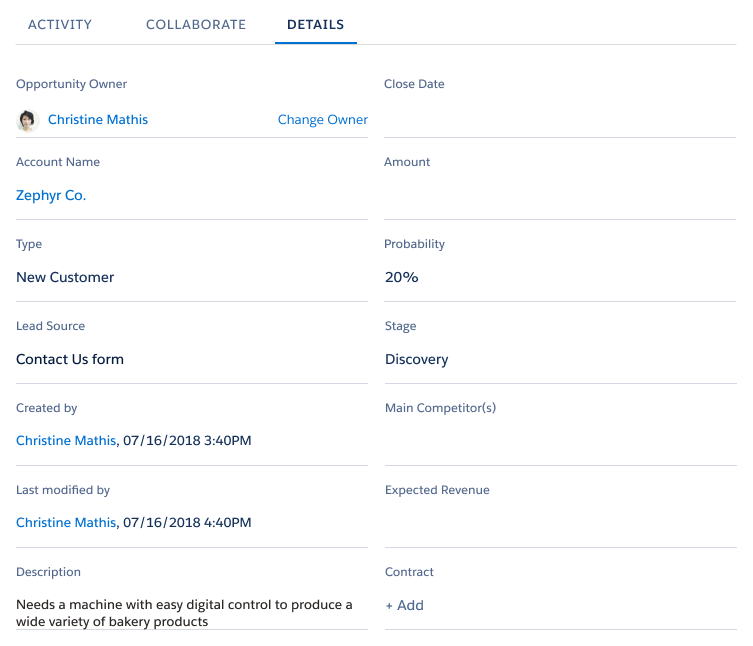 ACTIVITY COLLABORATE DETAILS
Opportunity Owner Close Date
Christine Mathis Change Owner
Account Name Amount
Zephyr Co.
Type Probability
New Customer 20%
Lead Source Stage
Contact Us form Discovery
Created by Main Competitor(s)
Christine Mathis, 07/16/2018 3:40PM
Last modified by Expected Revenue
Christine Mathis, 07/16/2018 4:40PM
Description Contract
Needs a machine with easy digital control to produce a + Add
wide variety of bakery products